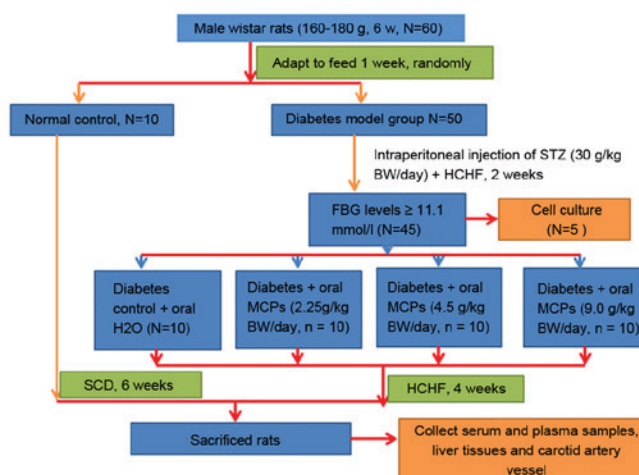 Male wistar rats (160-180 g, 6 w, N=60)
Adapt to feed 1 week, randomly
Normal control, N=10
Diabetes model group N=50
Intraperitoneal injection of STZ (30 g/kg
BW/day) + HCHF, 2 weeks
FBG levels ≥ 11.1
mmol/l (N=45)
Cell culture
(N=5 )
Diabetes
control + oral
H2O (N=10)
Diabetes + oral
MCPs (2.25g/kg
BW/day, n = 10)
Diabetes + oral
MCPs (4.5 g/kg
BW/day, n = 10)
Diabetes + oral
MCPs (9.0 g/kg
BW/day, n = 10)
SCD, 6 weeks
HCHF, 4 weeks
Sacrificed rats
Collect serum and plasma samples,
liver tissues and carotid artery
vessel